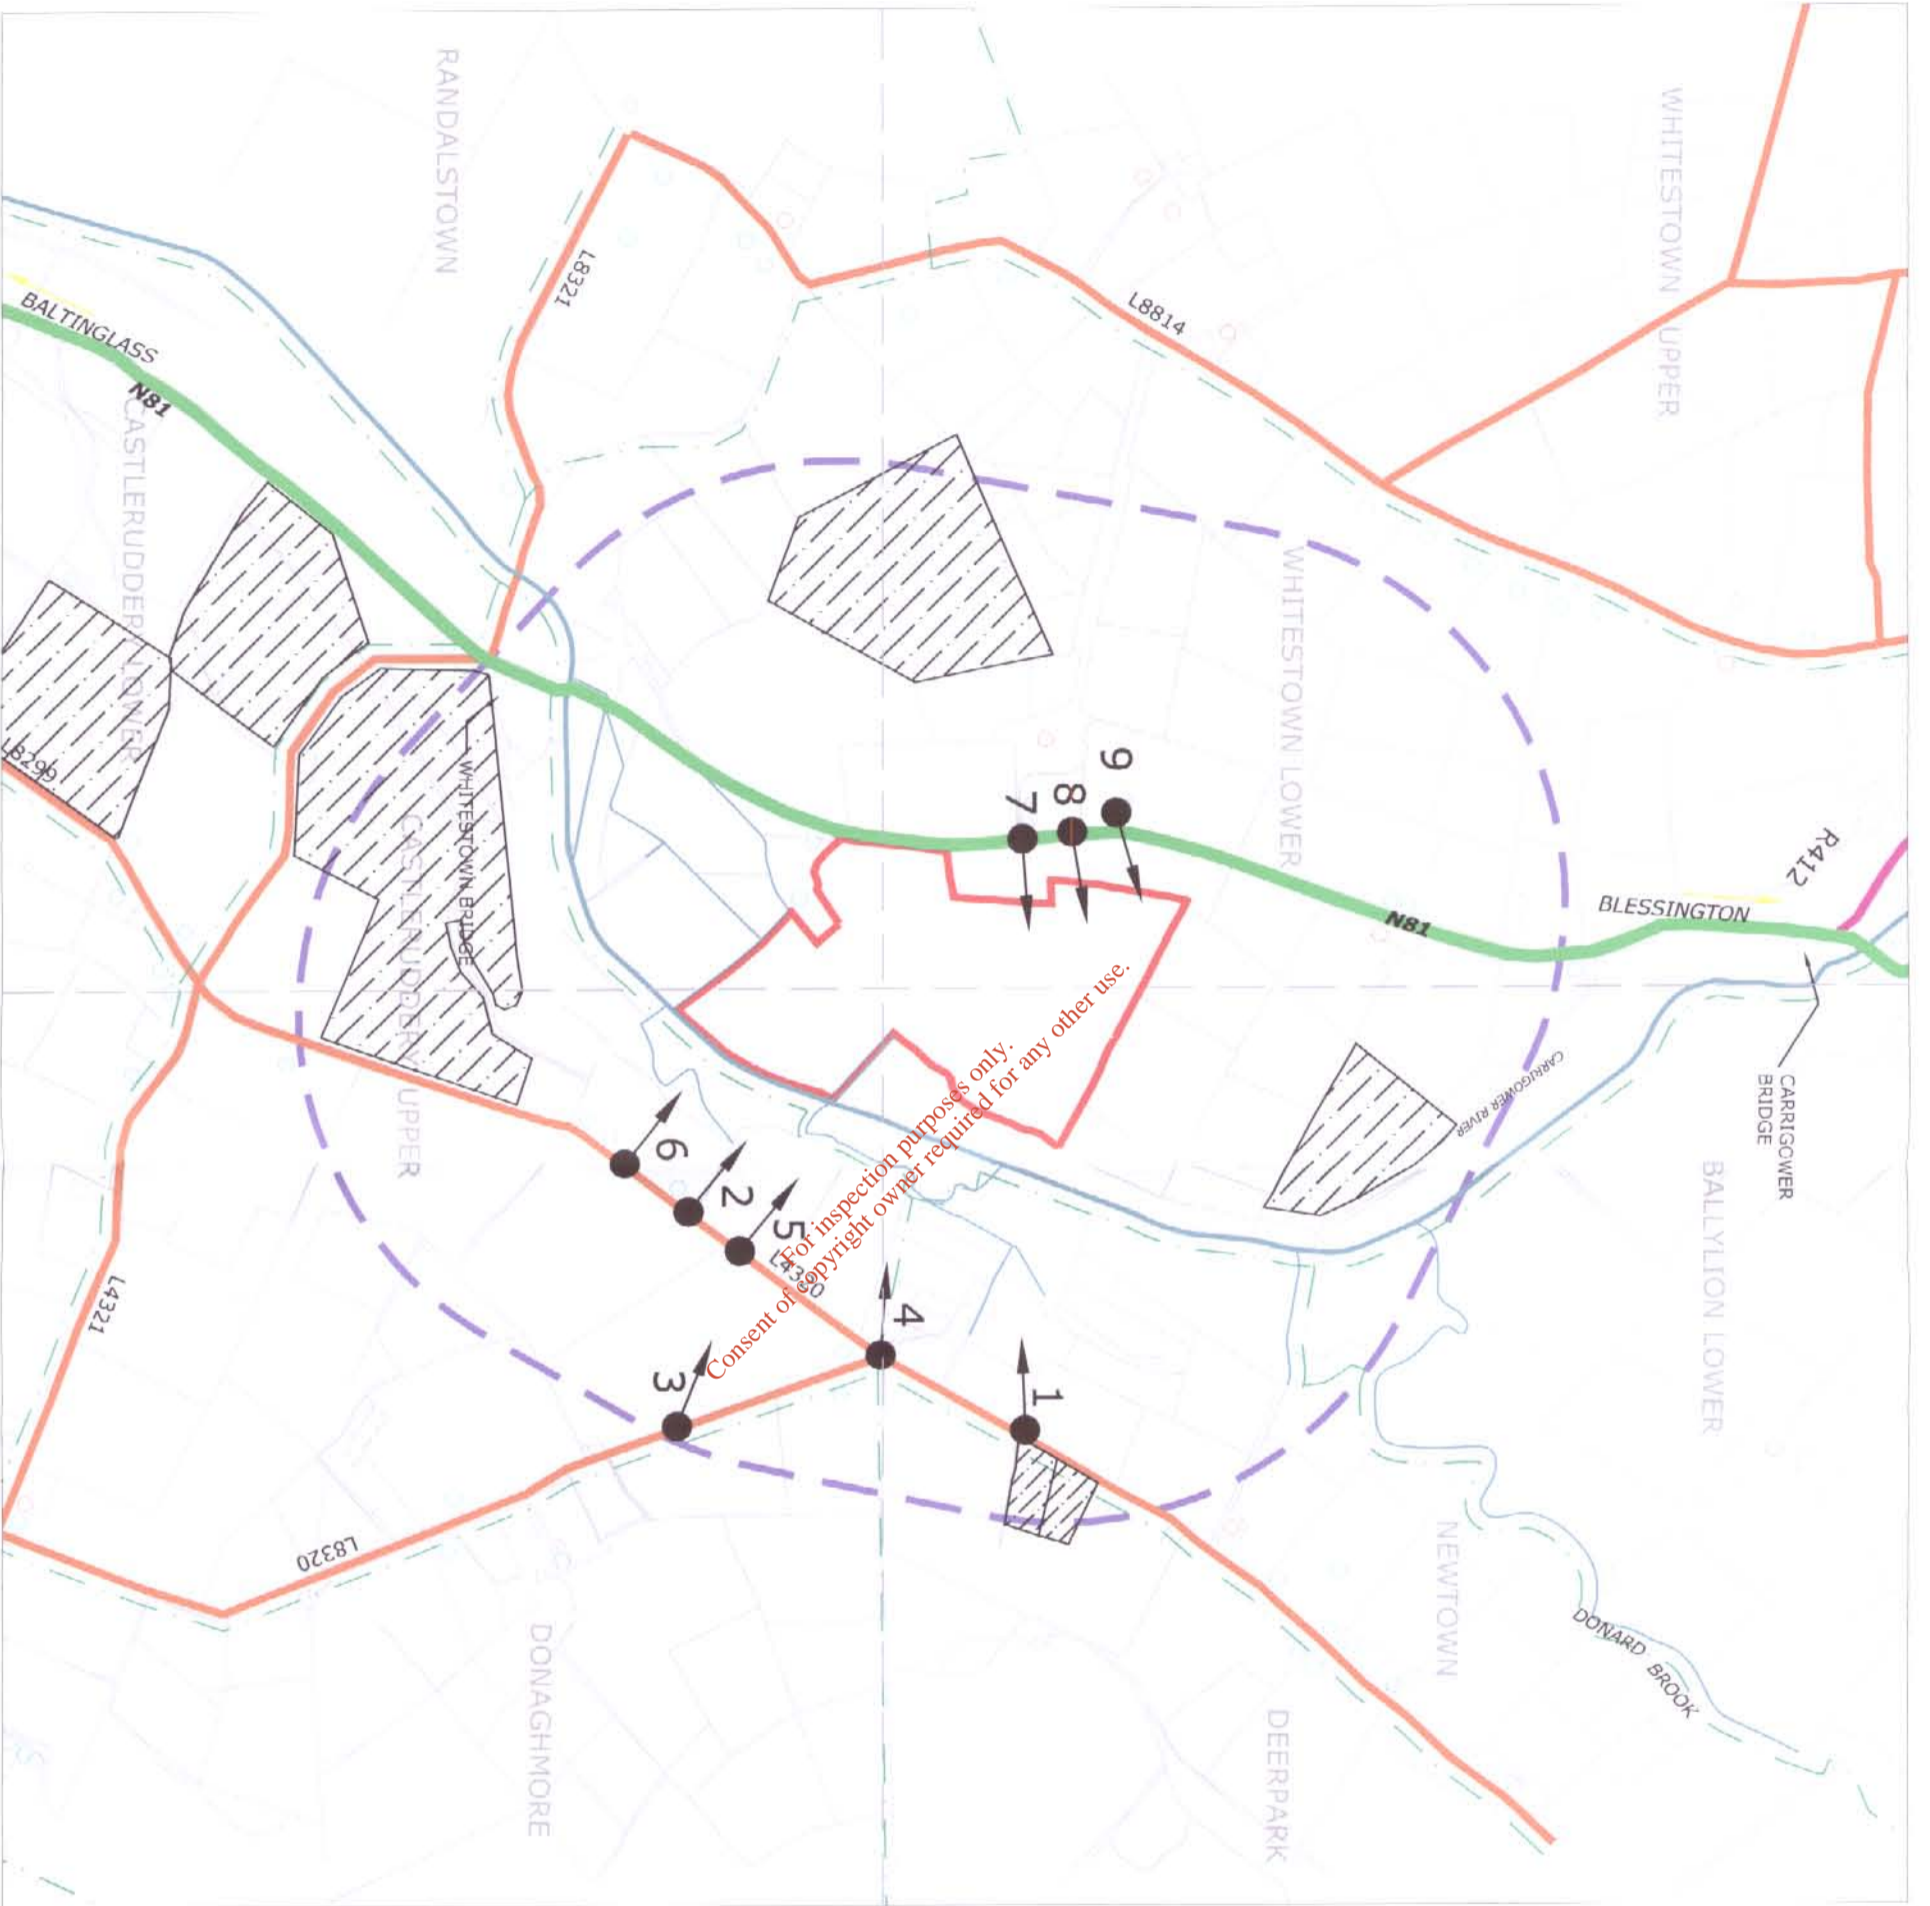 RANDALSTOWN
WHITESTOWN UPPER
L8321
L8814
BALTINGLASS
N81
CASTLERUDDERY LOWER
B299
WHITESTOWN LOWER
9
8
7
R412
BLESSINGTON
N81
WHITESTOWN BRIDGE
CASTLERUDDERY UPPER
CARRIGOWER RIVER
CARRIGOWER
BRIDGE
For inspection purposes only.
Consent of copyright owner required for any other use.
6
2
5
L4320
4
3
1
BALLYLION LOWER
L4321
L8320
NEWTOWN
DONARD BROOK
DONAGHMORE
DEERPARK